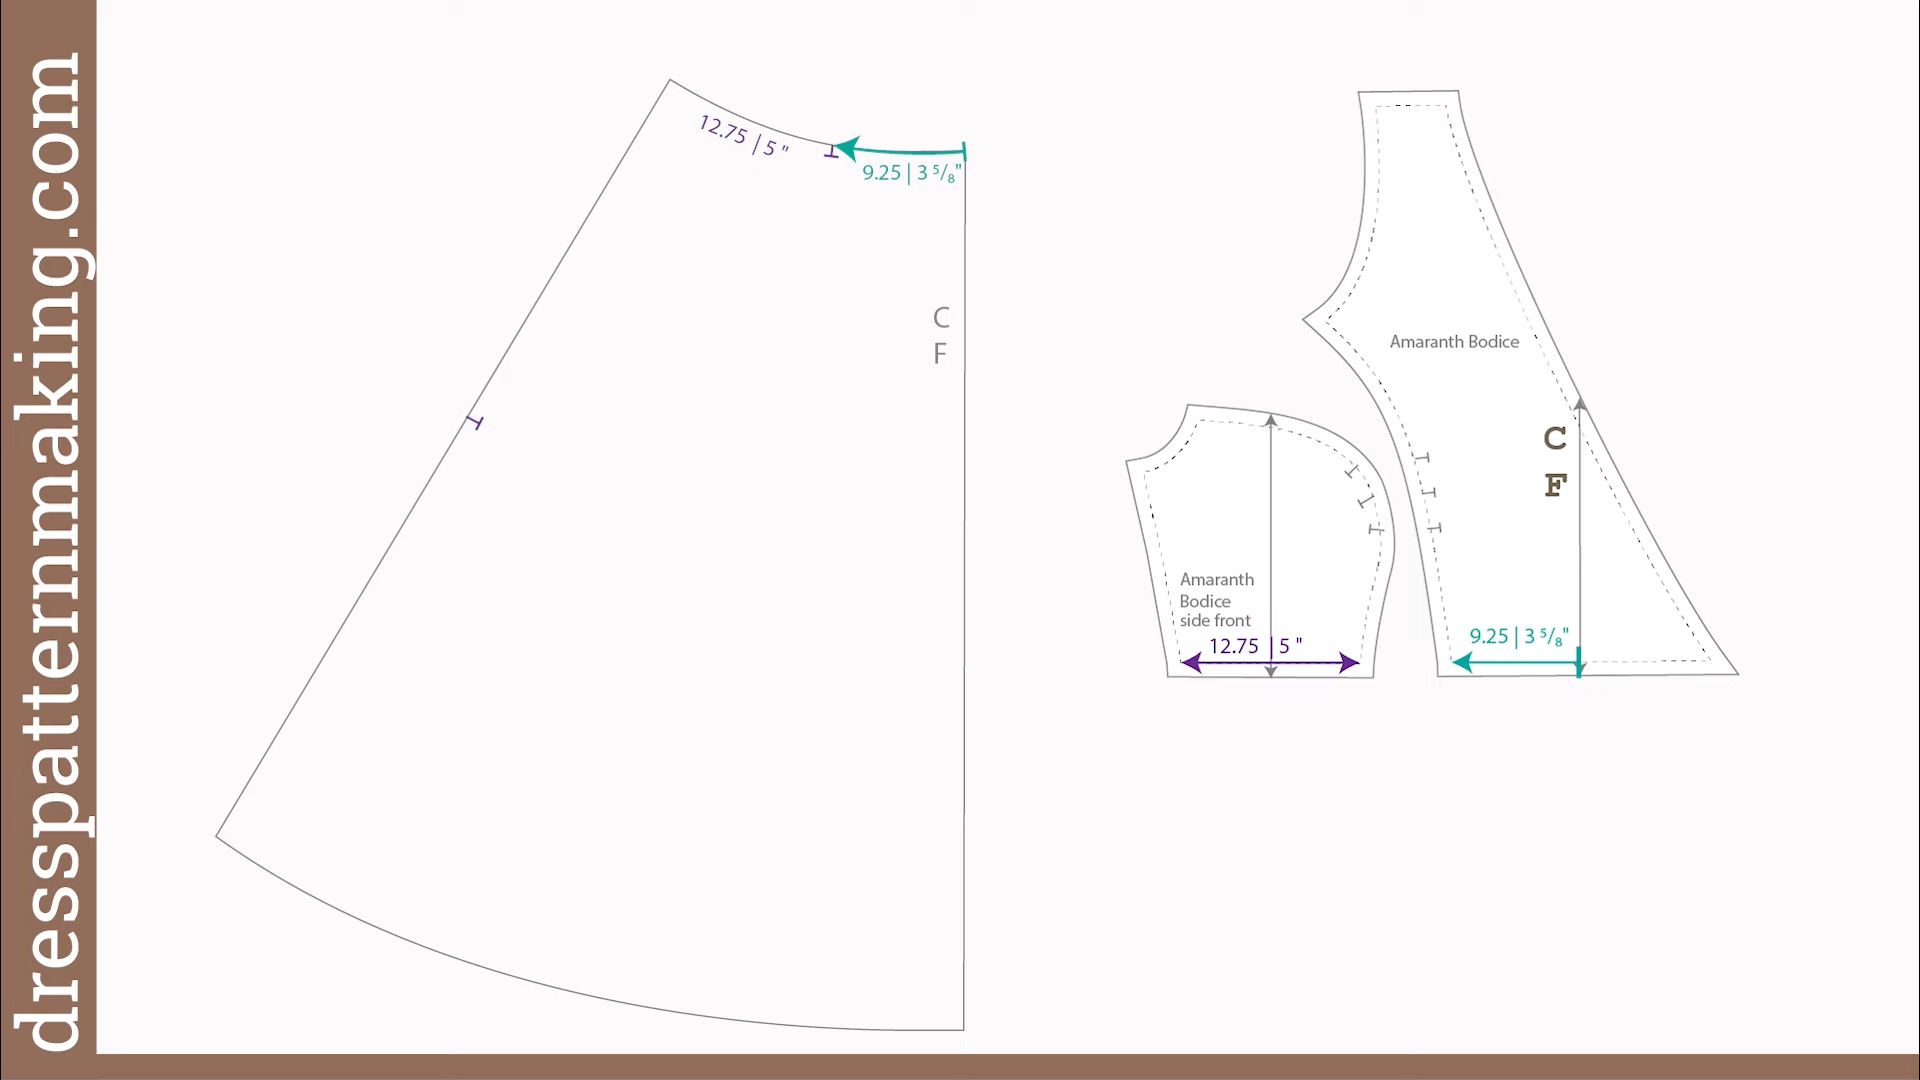 dresspatternmaking.com
12.75 | 5 "
9.25 | 3 5/8"
C
F
Amaranth Bodice
C
F
Amaranth
Bodice
side front
12.75 | 5 "
9.25 | 3 5/8"